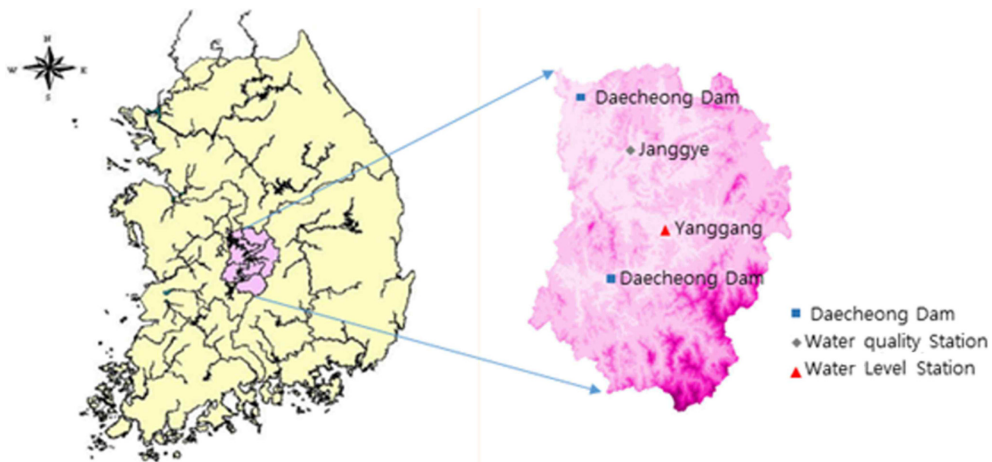 N
W
E
S
Daecheong Dam
Janggye
Yanggang
Daecheong Dam
Daecheong Dam
Water quality Station
Water Level Station